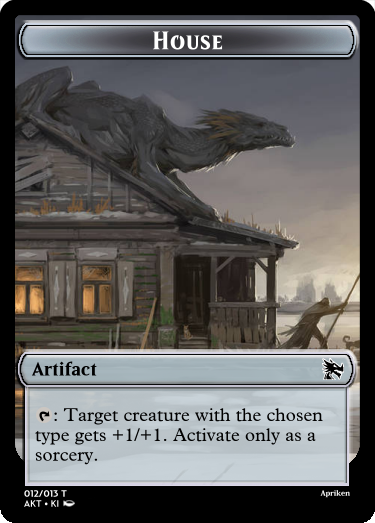 House
Artifact
: Target creature with the chosen
type gets +1/+1. Activate only as a
sorcery.
012/013 T
AKT • KI
Apriken